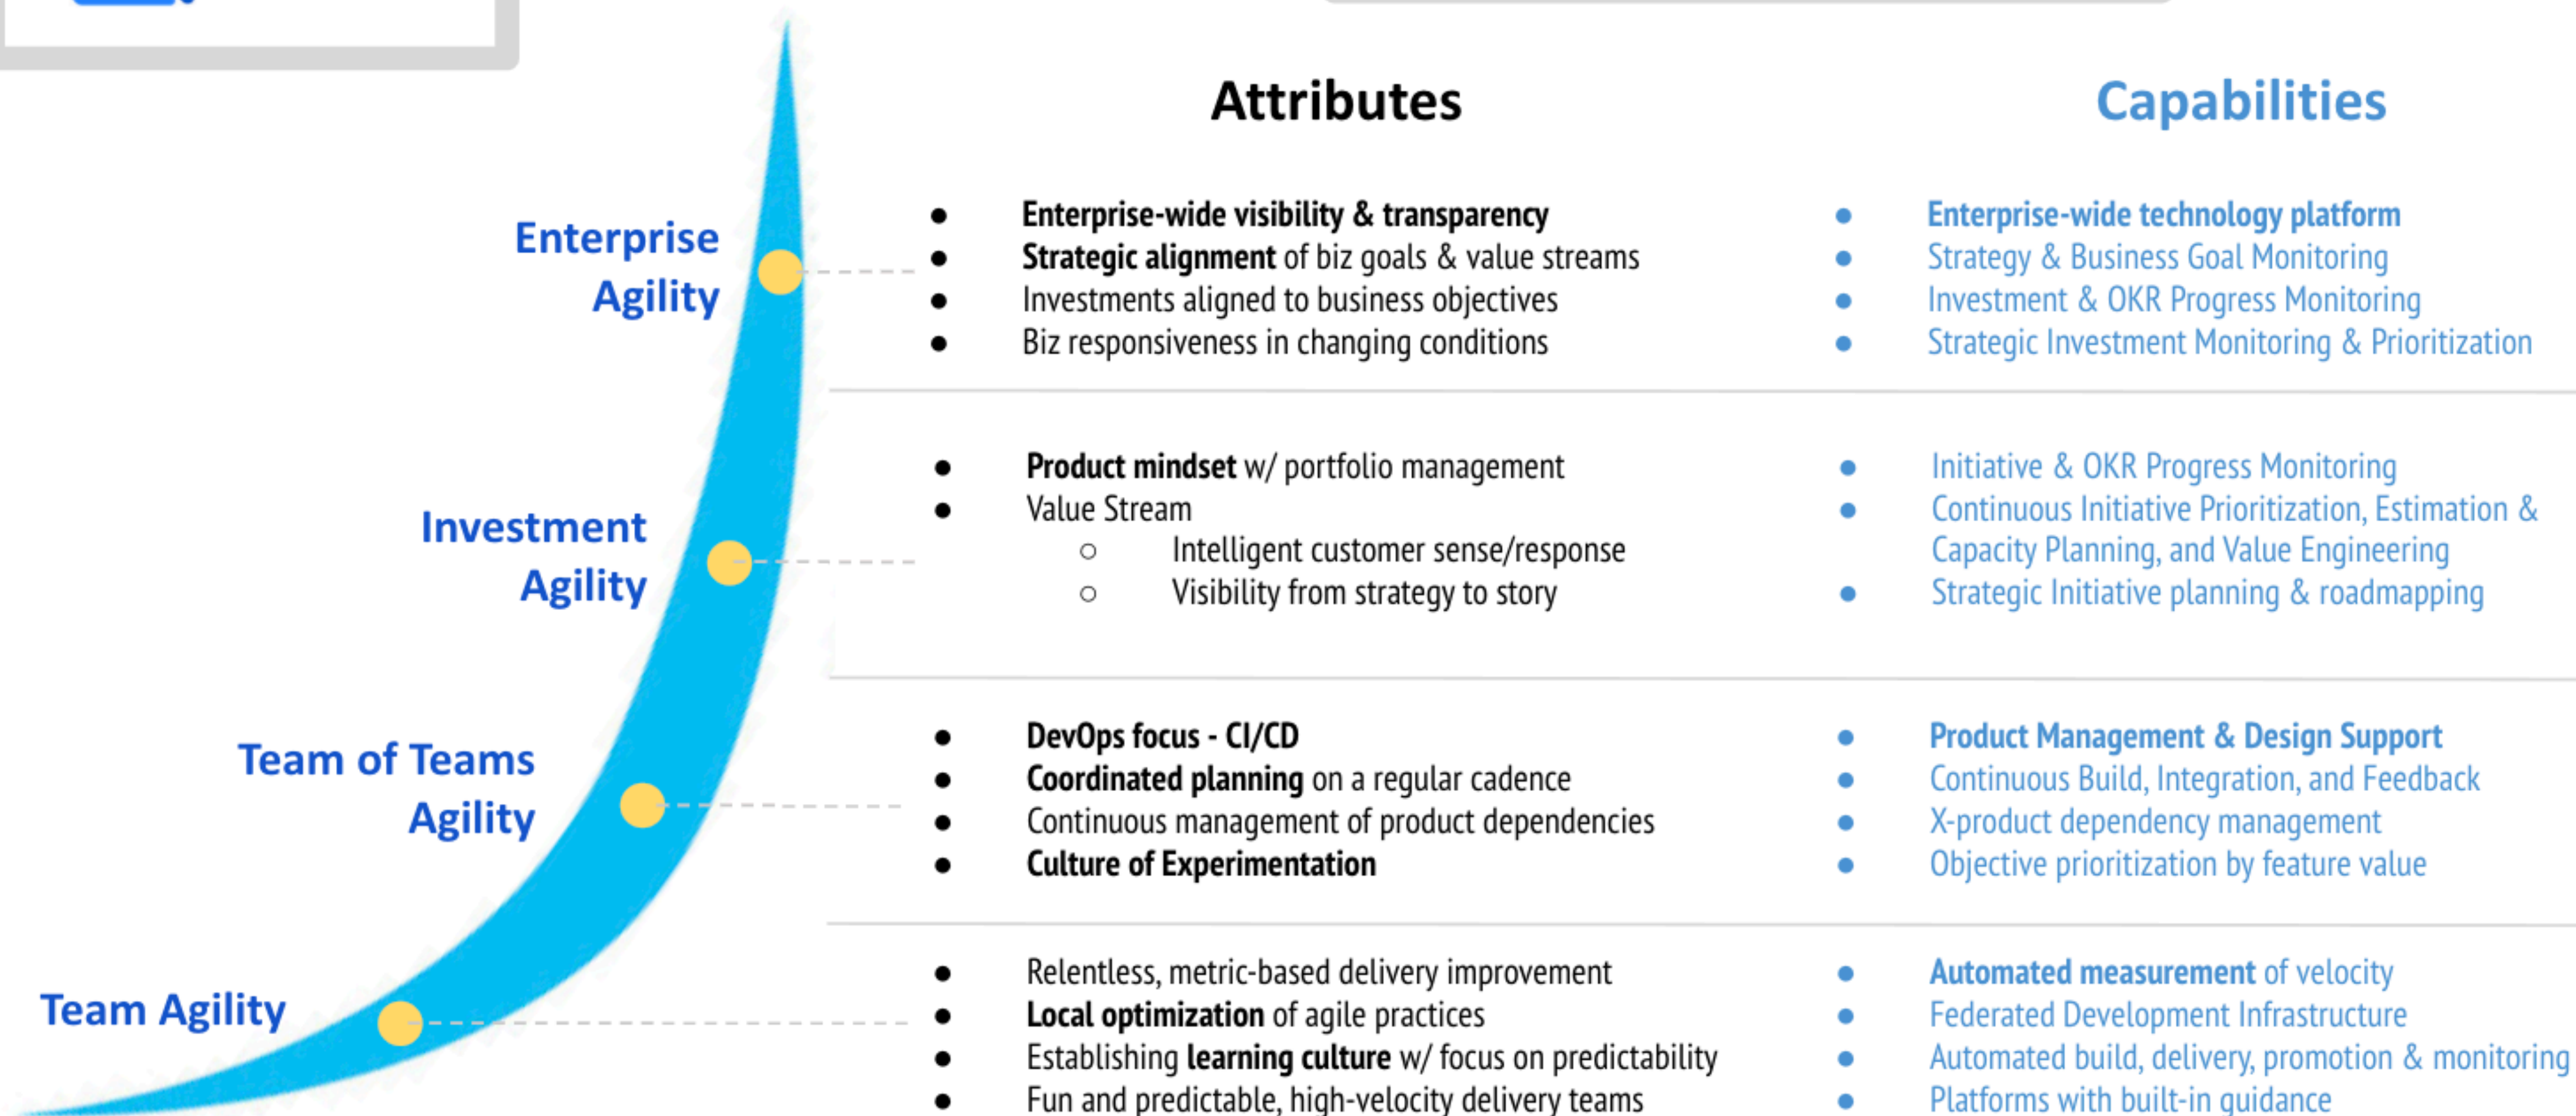 Attributes
Capabilities
Enterprise
Agility
Enterprise-wide visibility & transparency
Strategic alignment of biz goals & value streams
Investments aligned to business objectives
Biz responsiveness in changing conditions
Enterprise-wide technology platform
Strategy & Business Goal Monitoring
Investment & OKR Progress Monitoring
Strategic Investment Monitoring & Prioritization
Investment
Agility
Product mindset w/ portfolio management
Value Stream
Intelligent customer sense/response
Visibility from strategy to story
Initiative & OKR Progress Monitoring
Continuous Initiative Prioritization, Estimation &
Capacity Planning, and Value Engineering
Strategic Initiative planning & roadmapping
Team of Teams
Agility
DevOps focus - CI/CD
Coordinated planning on a regular cadence
Continuous management of product dependencies
Culture of Experimentation
Product Management & Design Support
Continuous Build, Integration, and Feedback
X-product dependency management
Objective prioritization by feature value
Team Agility
Relentless, metric-based delivery improvement
Local optimization of agile practices
Establishing learning culture w/ focus on predictability
Fun and predictable, high-velocity delivery teams
Automated measurement of velocity
Federated Development Infrastructure
Automated build, delivery, promotion & monitoring
Platforms with built-in guidance